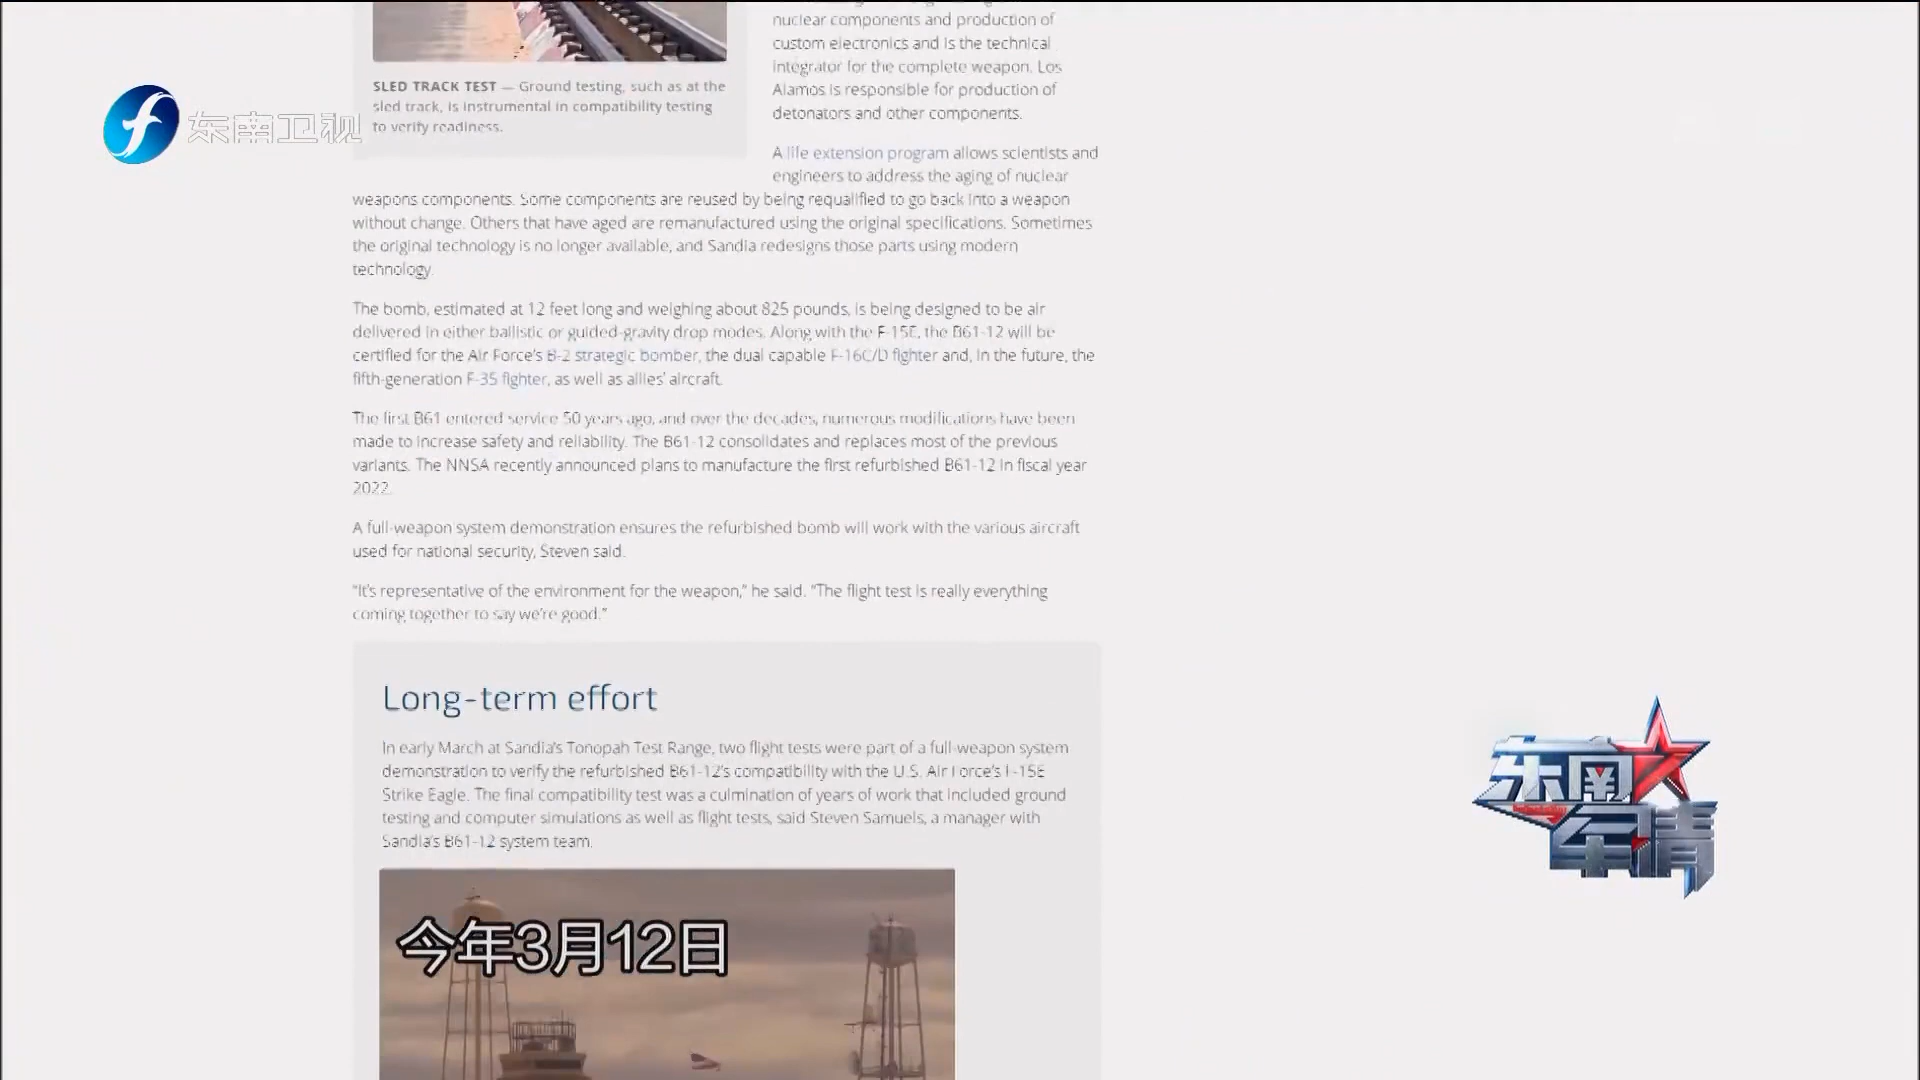 nuclear components and production of
custom electronics and is the technical
integrator for the complete weapon. Los
Alamos is responsible for production of
detonators and other components.
SLED TRACK TEST — Ground testing, such as at the
sled track, is instrumental in compatibility testing
to verify readiness.
东南卫视
A life extension program allows scientists and
engineers to address the aging of nuclear
weapons components. Some components are reused by being requalified to go back into a weapon
without change. Others that have aged are remanufactured using the original specifications. Sometimes
the original technology is no longer available, and Sandia redesigns those parts using modern
technology.
The bomb, estimated at 12 feet long and weighing about 825 pounds, is being designed to be air
delivered in either ballistic or guided-gravity drop modes. Along with the F-15E, the B61-12 will be
certified for the Air Force's B-2 strategic bomber, the dual capable F-16C/D fighter and, in the future, the
fifth-generation F-35 fighter, as well as allies' aircraft.
The first B61 entered service 50 years ago, and over the decades, numerous modifications have been
made to increase safety and reliability. The B61-12 consolidates and replaces most of the previous
variants. The NNSA recently announced plans to manufacture the first refurbished B61-12 in fiscal year
2022.
A full-weapon system demonstration ensures the refurbished bomb will work with the various aircraft
used for national security, Steven said.
“It's representative of the environment for the weapon,” he said. “The flight test is really everything
coming together to say we're good.”
Long-term effort
In early March at Sandia's Tonopah Test Range, two flight tests were part of a full-weapon system
demonstration to verify the refurbished B61-12's compatibility with the U.S. Air Force's F-15E
Strike Eagle. The final compatibility test was a culmination of years of work that included ground
testing and computer simulations as well as flight tests, said Steven Samuels, a manager with
Sandia's B61-12 system team.
东南
军情
今年3月12日